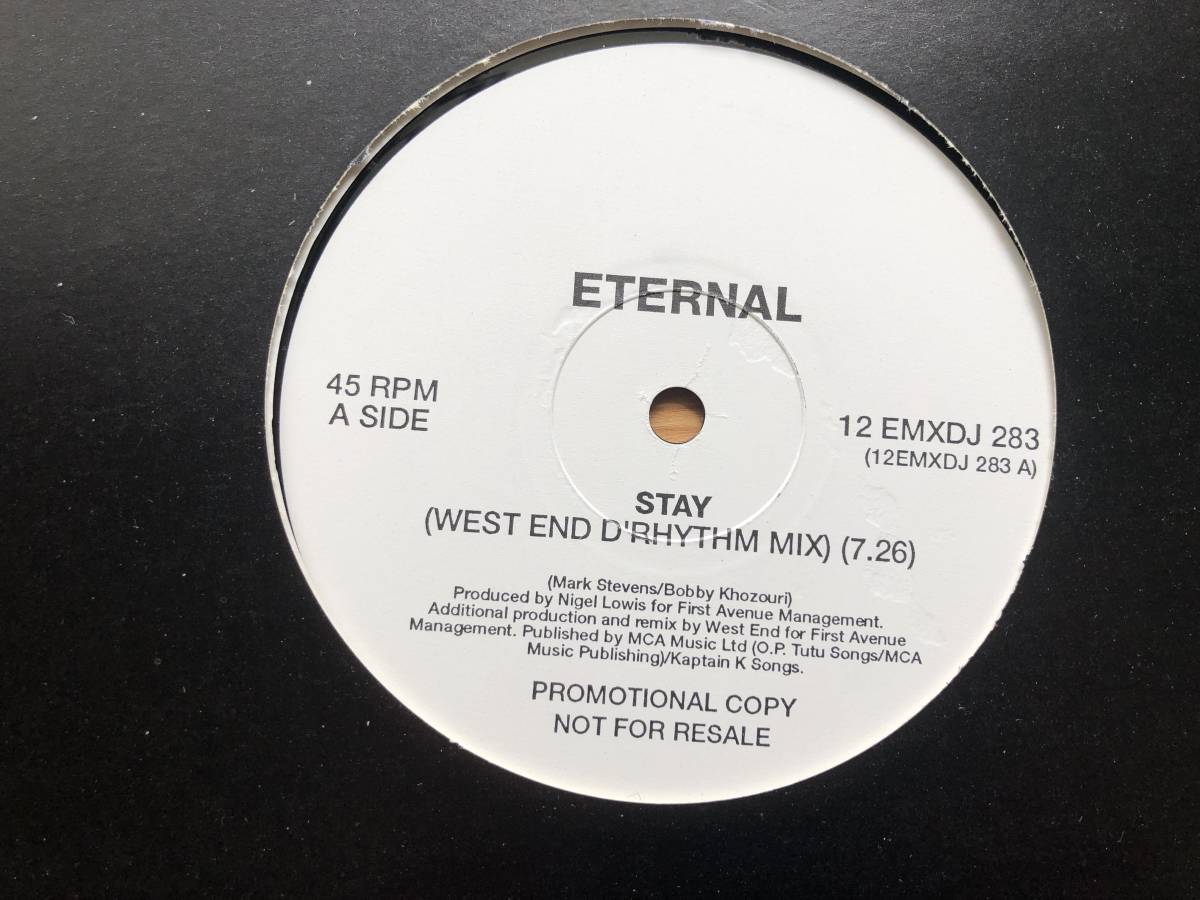 ETERNAL
45 RPM
A SIDE
12 EMXDJ 283
(12EMXDJ 283 A)
STAY
(WEST END D'RHYTHM MIX) (7.26)
(Mark Stevens/Bobby Khozouri)
Produced by Nigel Lowis for First Avenue Management.
Additional production and remix by West End for First Avenue
Management. Published by MCA Music Ltd (O.P. Tutu Songs/MCA
Music Publishing)/Kaptain K Songs.
PROMOTIONAL COPY
NOT FOR RESALE